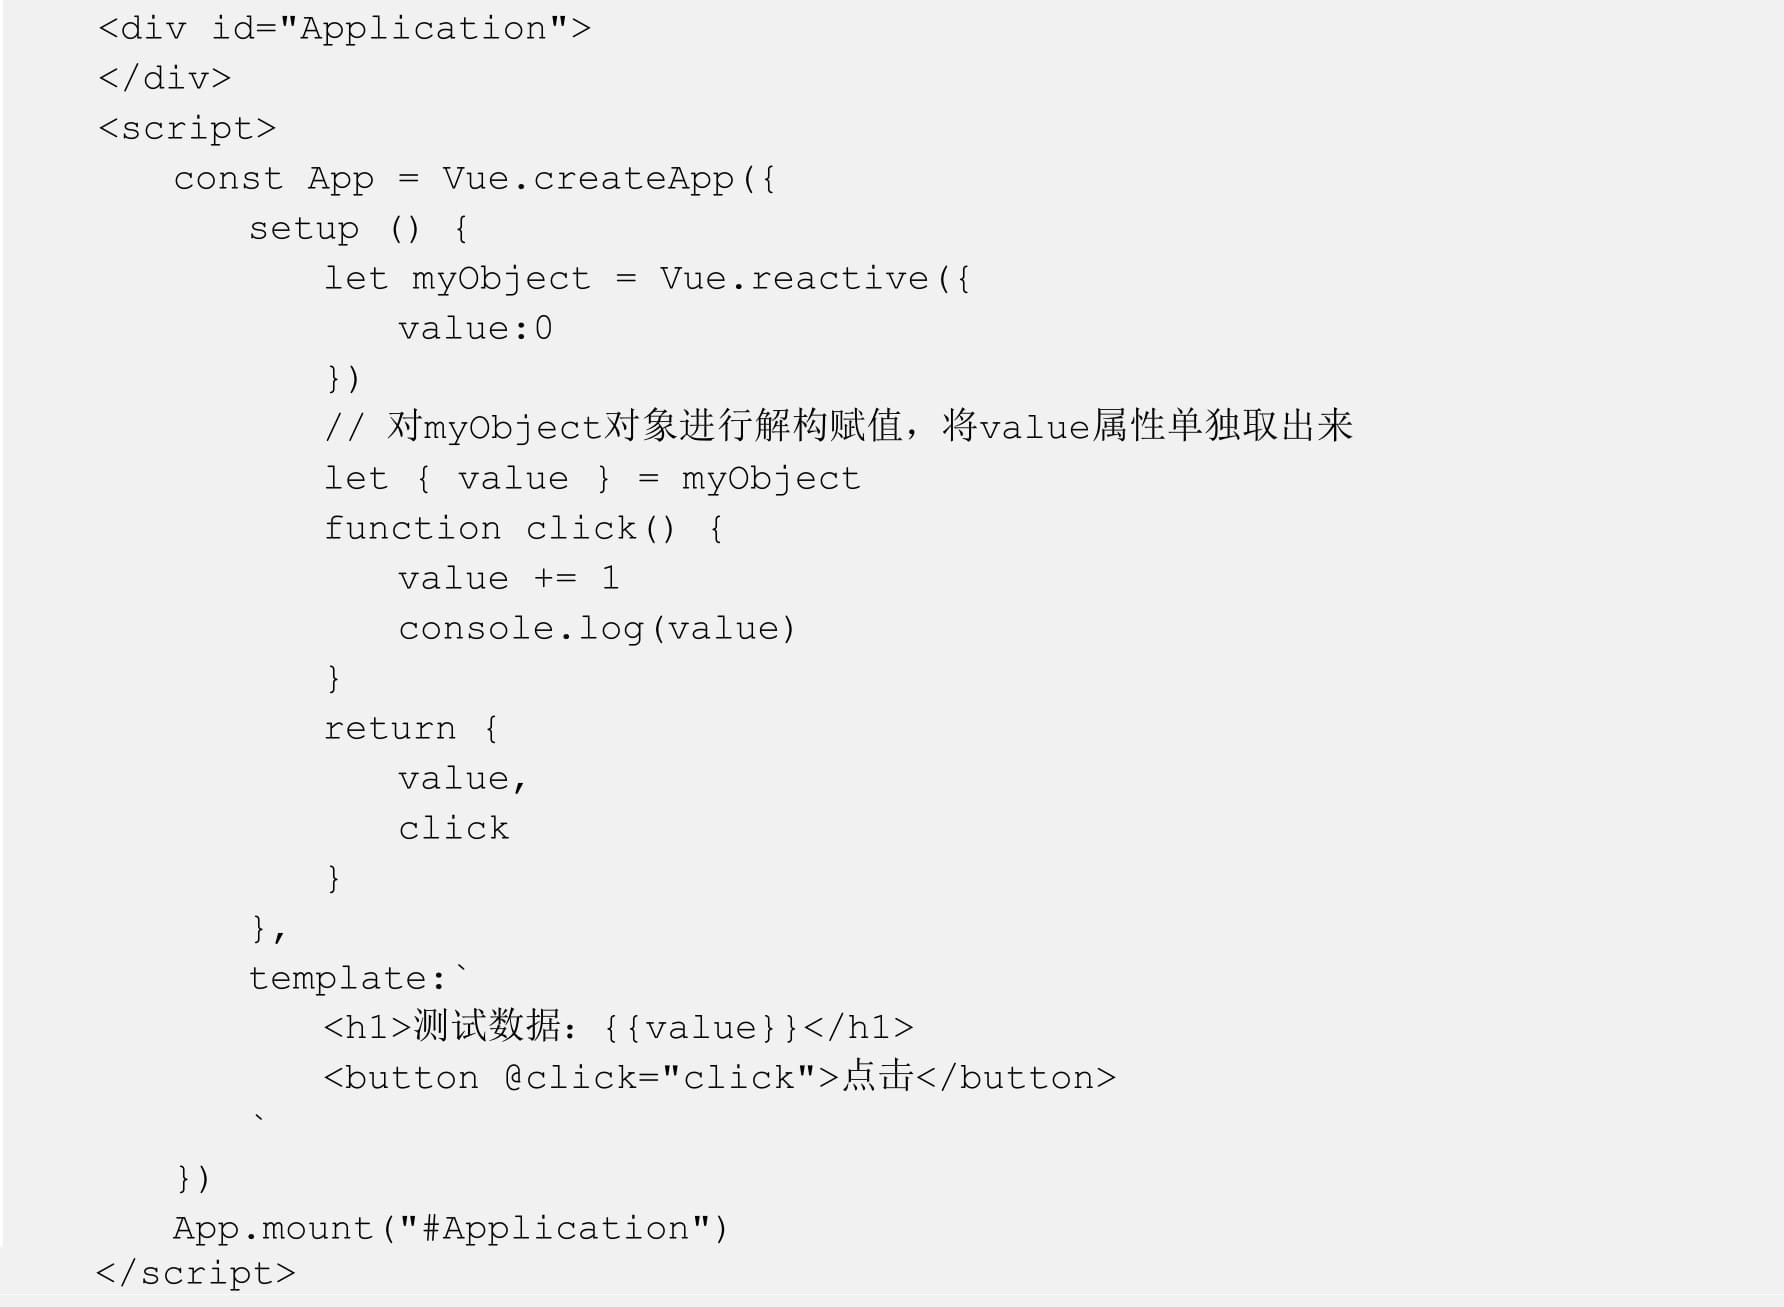 <div id="Application">
</div>
<script>
    const App = Vue.createApp({
        setup () {
            let myObject = Vue.reactive({
                value:0
            })
            // 对myObject对象进行解构赋值，将value属性单独取出来
            let { value } = myObject
            function click() {
                value += 1
                console.log(value)
            }
            return {
                value,
                click
            }
        },
        template:`
            <h1>测试数据：{{value}}</h1>
            <button @click="click">点击</button>
        `
    })
    App.mount("#Application")
</script>